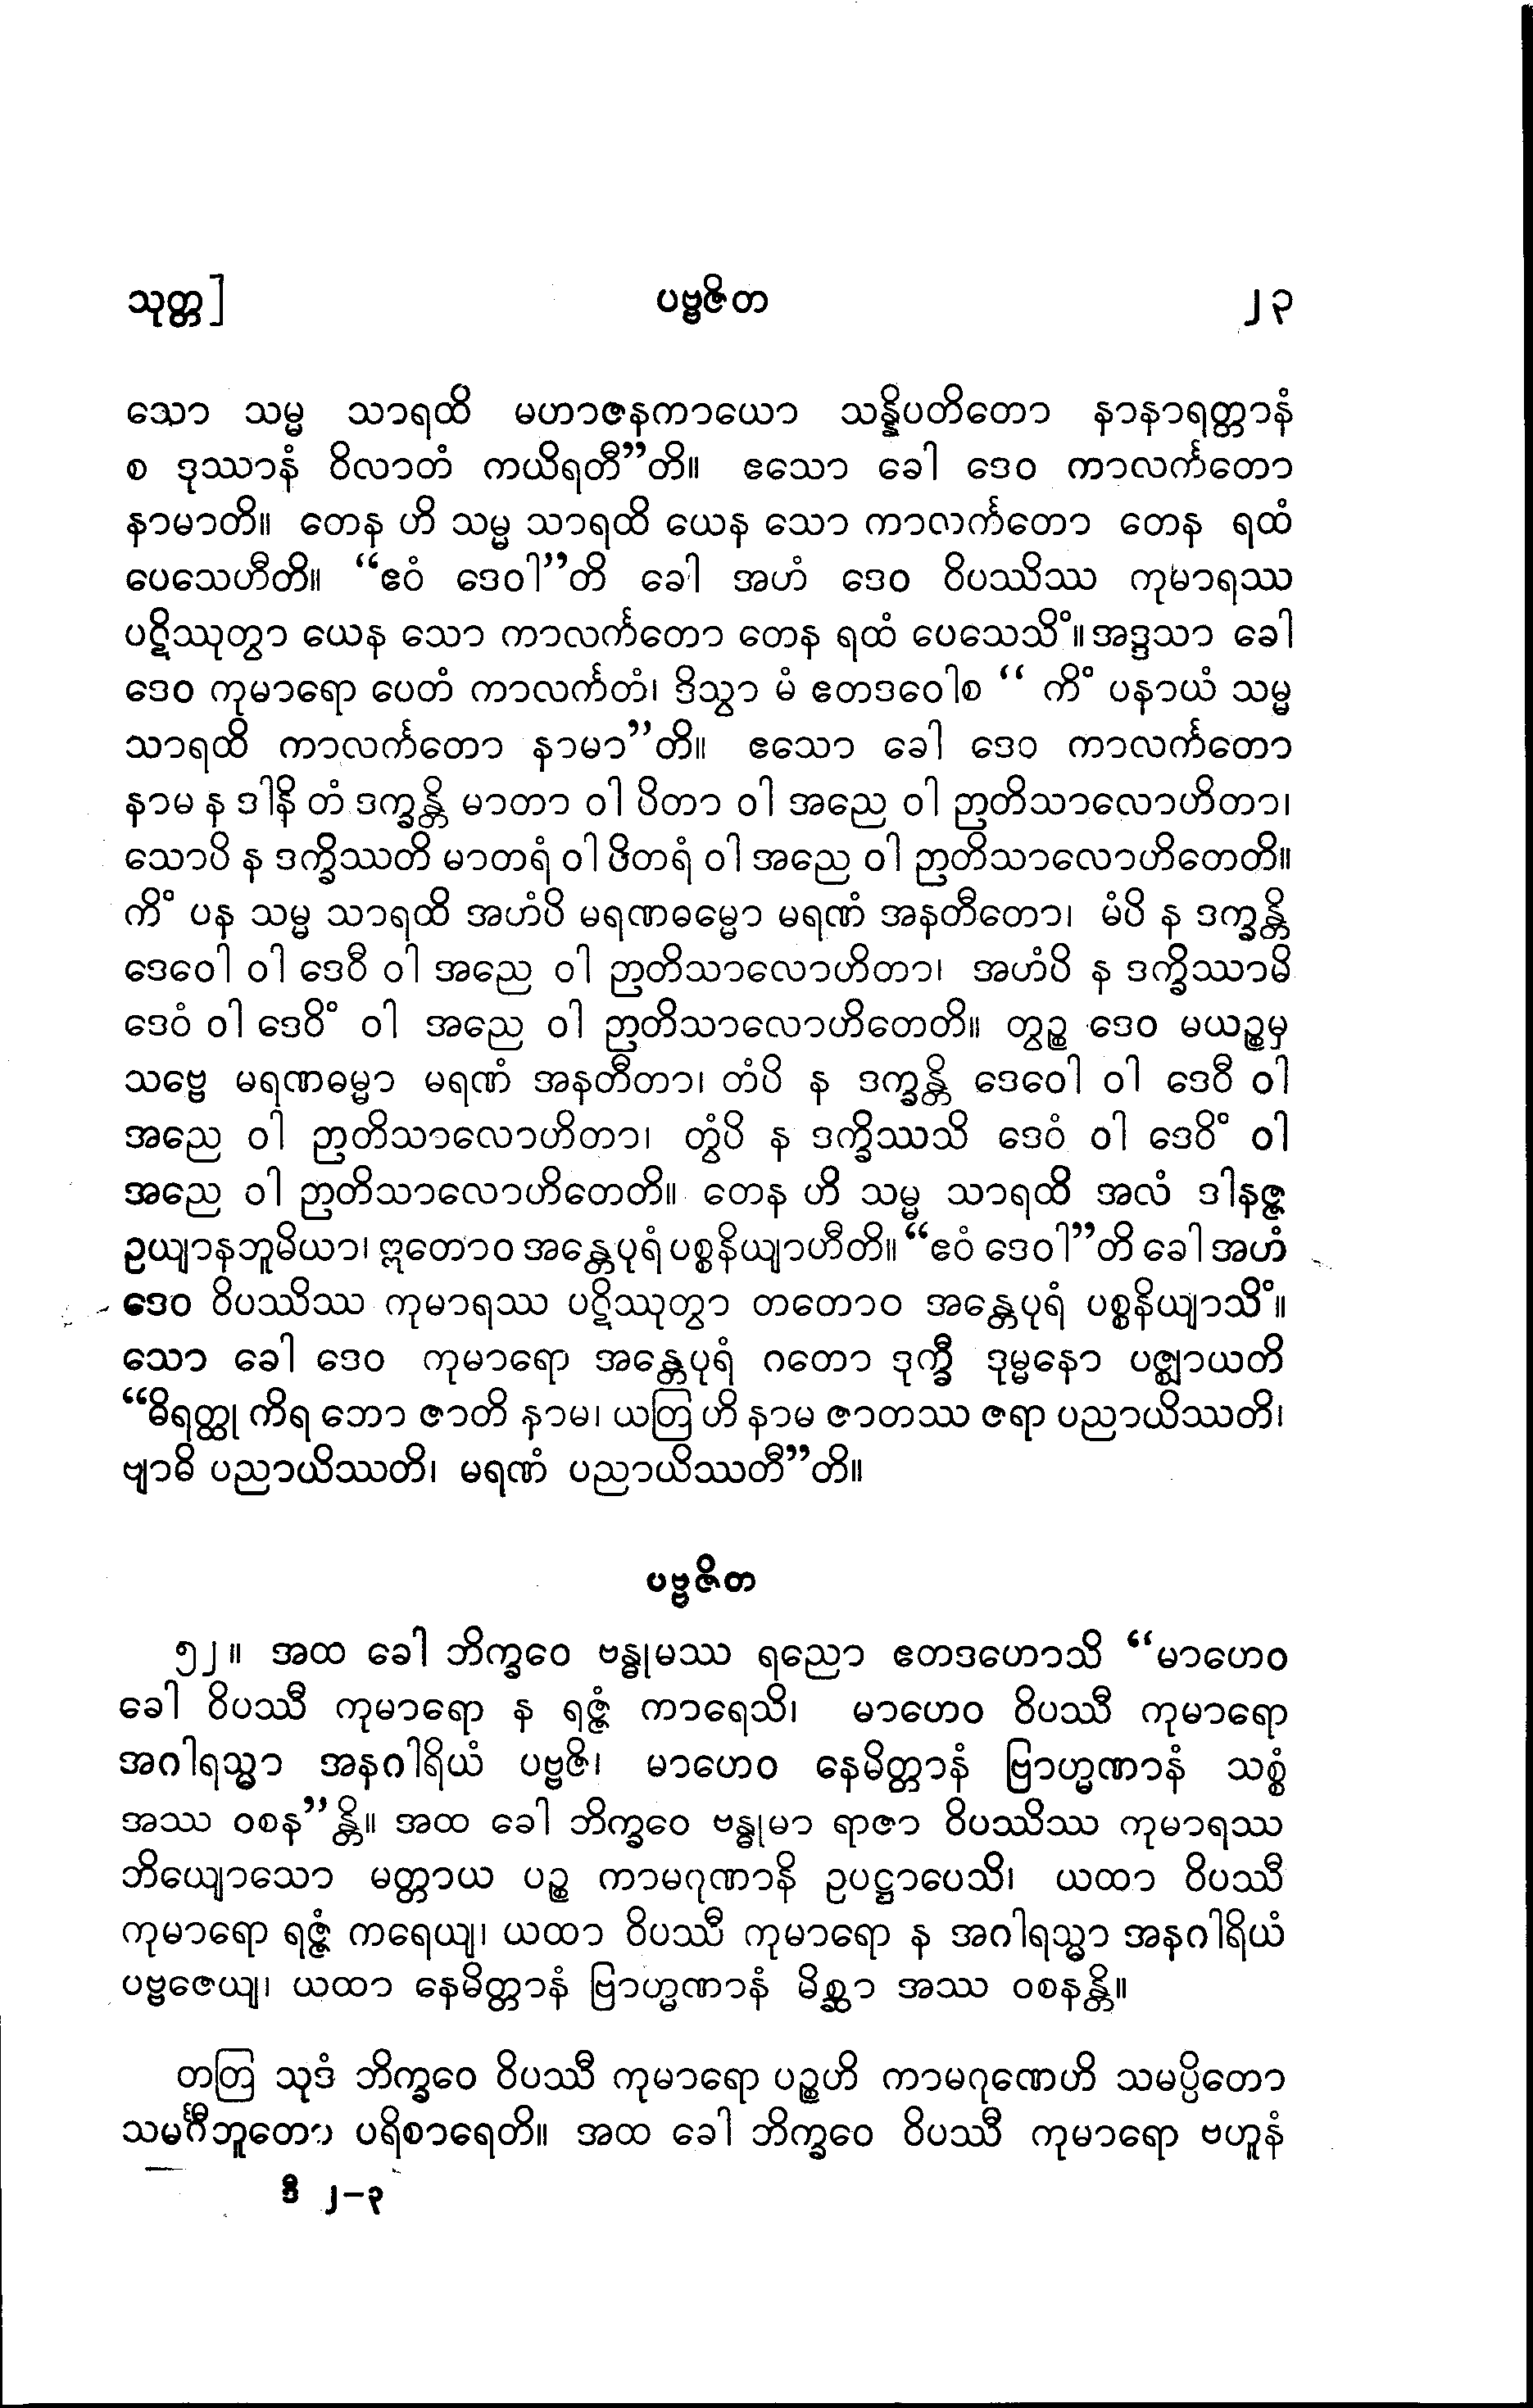 သုတ္တ] ပဗ္ဗဇိတ ၂၃
သော သမ္မ သာရထိ မဟာဇနကာယော သန္နိပတိတော နာနာရတ္တာနံ
စ ဒုဿာနံ ဝိလာတံ ကယိရတီ”တိ။ ဧသော ခေါ ဒေဝ ကာလင်္ကတော
နာမာတိ။ တေန ဟိ သမ္မ သာရထိ ယေန သော ကာလင်္ကတော တေန ရထံ
ပေသေဟီတိ။ “ဧဝံ ဒေဝါ”တိ ခေါ အဟံ ဒေဝ ဝိပဿိဿ ကုမာရဿ
ပဋိဿုတွာ ယေန သော ကာလင်္ကတော တေန ရထံ ပေသေသိံ။ အဒ္ဒသာ ခေါ
ဒေဝ ကုမာရော ပေတံ ကာလင်္ကတံ၊ ဒိသွာ မံ ဧတဒဝေါစ “ ကိံ ပနာယံ သမ္မ
သာရထိ ကာလင်္ကတော နာမာ”တိ။ ဧသော ခေါ ဒေဝ ကာလင်္ကတော
နာမ န ဒါနိ တံ ဒက္ခန္တိ မာတာ ဝါ ပိတာ ဝါ အညေ ဝါ ဉာတိသာလောဟိတာ၊
သောပိ န ဒက္ခိဿတိ မာတရံ ဝါ ပိတရံ ဝါ အညေ ဝါ ဉာတိသာလောဟိတေတိ။
ကိံ ပန သမ္မ သာရထိ အဟံပိ မရဏဓမ္မော မရဏံ အနတီတော၊ မံပိ န ဒက္ခန္တိ
ဒေဝေါ ဝါ ဒေဝီ ဝါ အညေ ဝါ ဉာတိသာလောဟိတာ၊ အဟံပိ န ဒက္ခိဿာမိ
ဒေဝံ ဝါ ဒေဝိံ ဝါ အညေ ဝါ ဉာတိသာလောဟိတေတိ။ တွဉ္စ ဒေဝ မယဉ္စမှ
သဗ္ဗေ မရဏဓမ္မာ မရဏံ အနတီတာ၊ တံပိ န ဒက္ခန္တိ ဒေဝေါ ဝါ ဒေဝီ ဝါ
အညေ ဝါ ဉာတိသာလောဟိတာ၊ တွံပိ န ဒက္ခိဿသိ ဒေဝံ ဝါ ဒေဝိံ ဝါ
အညေ ဝါ ဉာတိသာလောဟိတေတိ။ တေန ဟိ သမ္မ သာရထိ အလံ ဒါနဇ္ဇ
ဥယျာနဘူမိယာ၊ ဣတောဝ အန္တေပုရံ ပစ္စနိယျာဟီတိ။ “ဧဝံ ဒေဝါ”တိ ခေါ အဟံ
ဒေဝ ဝိပဿိဿ ကုမာရဿ ပဋိဿုတွာ တတောဝ အန္တေပုရံ ပစ္စနိယျာသိံ။
သော ခေါ ဒေဝ ကုမာရော အန္တေပုရံ ဂတော ဒုက္ခီ ဒုမ္မနော ပဇ္ဈာယတိ
“ဓိရတ္ထု ကိရ ဘော ဇာတိ နာမ၊ ယတြ ဟိ နာမ ဇာတဿ ဇရာ ပညာယိဿတိ၊
ဗျာဓိ ပညာယိဿတိ၊ မရဏံ ပညာယိဿတီ”တိ။
ပဗ္ဗဇိတ
၅၂။ အထ ခေါ ဘိက္ခဝေ ဗန္ဓုမဿ ရညော ဧတဒဟောသိ “မာဟေဝ
ခေါ ဝိပဿီ ကုမာရော န ရဇ္ဇံ ကာရေသိ၊ မာဟေဝ ဝိပဿီ ကုမာရော
အဂါရသ္မာ အနဂါရိယံ ပဗ္ဗဇိ၊ မာဟေဝ နေမိတ္တာနံ ဗြာဟ္မဏာနံ သစ္စံ
အဿ ဝစန”န္တိ။ အထ ခေါ ဘိက္ခဝေ ဗန္ဓုမာ ရာဇာ ဝိပဿိဿ ကုမာရဿ
ဘိယျောသော မတ္တာယ ပဉ္စ ကာမဂုဏာနိ ဥပဋ္ဌာပေသိ၊ ယထာ ဝိပဿီ
ကုမာရော ရဇ္ဇံ ကရေယျ၊ ယထာ ဝိပဿီ ကုမာရော န အဂါရသ္မာ အနဂါရိယံ
ပဗ္ဗဇေယျ၊ ယထာ နေမိတ္တာနံ ဗြာဟ္မဏာနံ မိစ္ဆာ အဿ ဝစနန္တိ။
တတြ သုဒံ ဘိက္ခဝေ ဝိပဿီ ကုမာရော ပဉ္စဟိ ကာမဂုဏေဟိ သမပ္ပိတော
သမင်္ဂီဘူတော ပရိစာရေတိ။ အထ ခေါ ဘိက္ခဝေ ဝိပဿီ ကုမာရော ဗဟူနံ
ဒီ ၂–၃